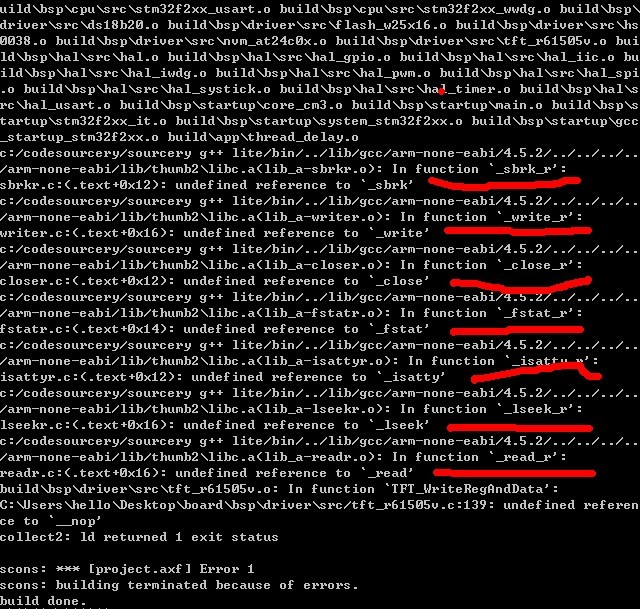 uild\bsp\cpu\src\stm32f2xx_usart.o build\bsp\cpu\src\stm32f2xx_wwdg.o build\bsp\
driver\src\ds18b20.o build\bsp\driver\src\flash_w25x16.o build\bsp\driver\src\hs
0038.o build\bsp\driver\src\nvm_at24c0x.o build\bsp\driver\src\tft_r61505v.o bui
ld\bsp\hal\src\hal.o build\bsp\hal\src\hal_gpio.o build\bsp\hal\src\hal_iic.o bu
ild\bsp\hal\src\hal_iwdg.o build\bsp\hal\src\hal_pwm.o build\bsp\hal\src\hal_spi
.o build\bsp\hal\src\hal_systick.o build\bsp\hal\src\hal_timer.o build\bsp\hal\s
rc\hal_usart.o build\bsp\startup\core_cm3.o build\bsp\startup\main.o build\bsp\s
tartup\stm32f2xx_it.o build\bsp\startup\system_stm32f2xx.o build\bsp\startup\gcc
_startup_stm32f2xx.o build\app\thread_delay.o
c:/codesourcery/sourcery g++ lite/bin/../lib/gcc/arm-none-eabi/4.5.2/../../../..
/arm-none-eabi/lib/thumb2\libc.a(lib_a-sbrkr.o): In function `_sbrk_r':
sbrkr.c:(.text+0x12): undefined reference to `_sbrk'
c:/codesourcery/sourcery g++ lite/bin/../lib/gcc/arm-none-eabi/4.5.2/../../../..
/arm-none-eabi/lib/thumb2\libc.a(lib_a-writer.o): In function `_write_r':
writer.c:(.text+0x16): undefined reference to `_write'
c:/codesourcery/sourcery g++ lite/bin/../lib/gcc/arm-none-eabi/4.5.2/../../../..
/arm-none-eabi/lib/thumb2\libc.a(lib_a-closer.o): In function `_close_r':
closer.c:(.text+0x12): undefined reference to `_close'
c:/codesourcery/sourcery g++ lite/bin/../lib/gcc/arm-none-eabi/4.5.2/../../../..
/arm-none-eabi/lib/thumb2\libc.a(lib_a-fstatr.o): In function `_fstat_r':
fstatr.c:(.text+0x14): undefined reference to `_fstat'
c:/codesourcery/sourcery g++ lite/bin/../lib/gcc/arm-none-eabi/4.5.2/../../../..
/arm-none-eabi/lib/thumb2\libc.a(lib_a-isattyr.o): In function `_isatty_r':
isattyr.c:(.text+0x12): undefined reference to `_isatty'
c:/codesourcery/sourcery g++ lite/bin/../lib/gcc/arm-none-eabi/4.5.2/../../../..
/arm-none-eabi/lib/thumb2\libc.a(lib_a-lseekr.o): In function `_lseek_r':
lseekr.c:(.text+0x16): undefined reference to `_lseek'
c:/codesourcery/sourcery g++ lite/bin/../lib/gcc/arm-none-eabi/4.5.2/../../../..
/arm-none-eabi/lib/thumb2\libc.a(lib_a-readr.o): In function `_read_r':
readr.c:(.text+0x16): undefined reference to `_read'
build\bsp\driver\src\tft_r61505v.o: In function `TFT_WriteRegAndData':
C:\Users\hello\Desktop\board\bsp\driver\src/tft_r61505v.c:139: undefined referen
ce to `__nop'
collect2: ld returned 1 exit status
scons: *** [project.axf] Error 1
scons: building terminated because of errors.
build done.